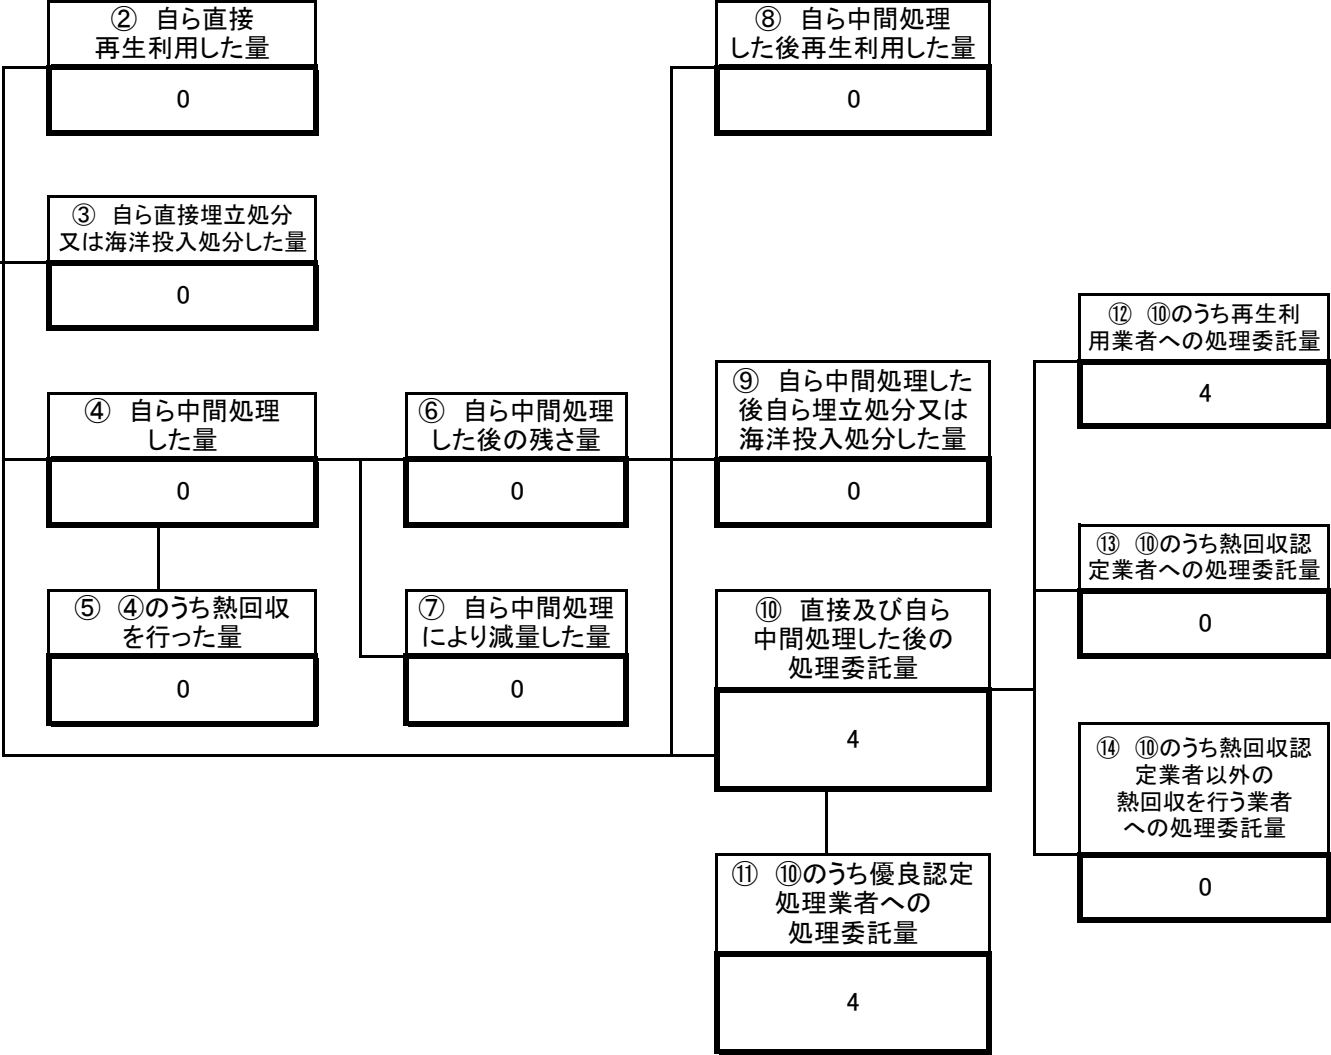 ② 自ら直接
再生利用した量
0
③ 自ら直接埋立処分
又は海洋投入処分した量
0
④ 自ら中間処理
した量
0
⑤ ④のうち熱回収
を行った量
0
⑥ 自ら中間処理
した後の残さ量
0
⑦ 自ら中間処理
により減量した量
0
⑧ 自ら中間処理
した後再生利用した量
0
⑨ 自ら中間処理した
後自ら埋立処分又は
海洋投入処分した量
0
⑩ 直接及び自ら
中間処理した後の
処理委託量
4
⑪ ⑩のうち優良認定
処理業者への
処理委託量
4
⑫ ⑩のうち再生利
用業者への処理委託量
4
⑬ ⑩のうち熱回収認
定業者への処理委託量
0
⑭ ⑩のうち熱回収認
定業者以外の
熱回収を行う業者
への処理委託量
0